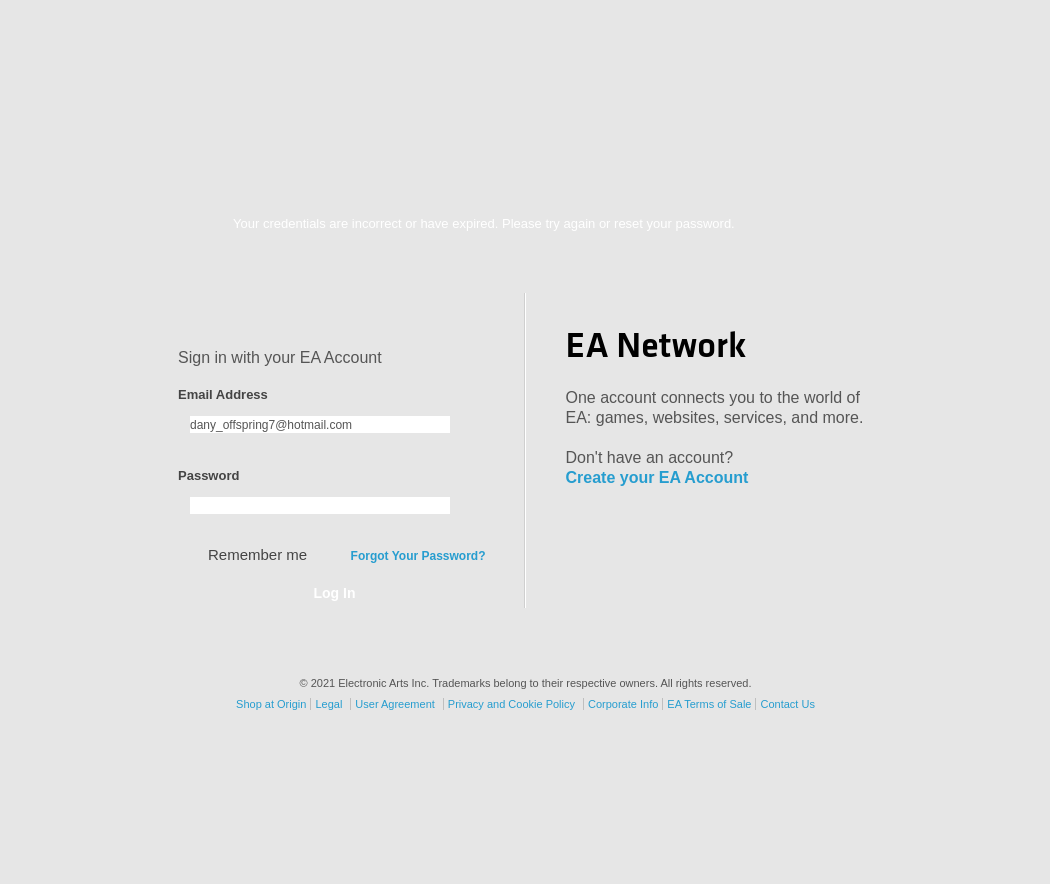 Your credentials are incorrect or have expired. Please try again or reset your password.
Sign in with your EA Account
Email Address
dany_offspring7@hotmail.com
Password
Remember me
Forgot Your Password?
Log In
EA Network
One account connects you to the world of
EA: games, websites, services, and more.
Don't have an account?
Create your EA Account
© 2021 Electronic Arts Inc. Trademarks belong to their respective owners. All rights reserved.
Shop at Origin Legal User Agreement Privacy and Cookie Policy Corporate Info EA Terms of Sale Contact Us